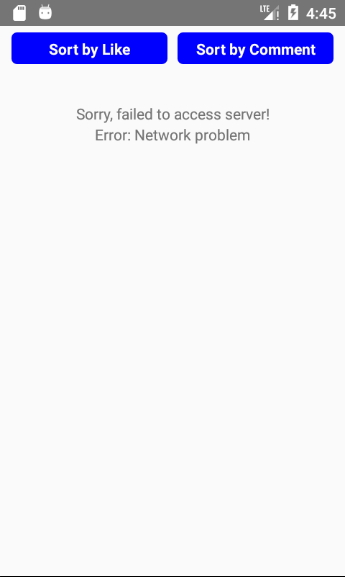 LTE 4:45
Sort by Like Sort by Comment
Sorry, failed to access server!
Error: Network problem